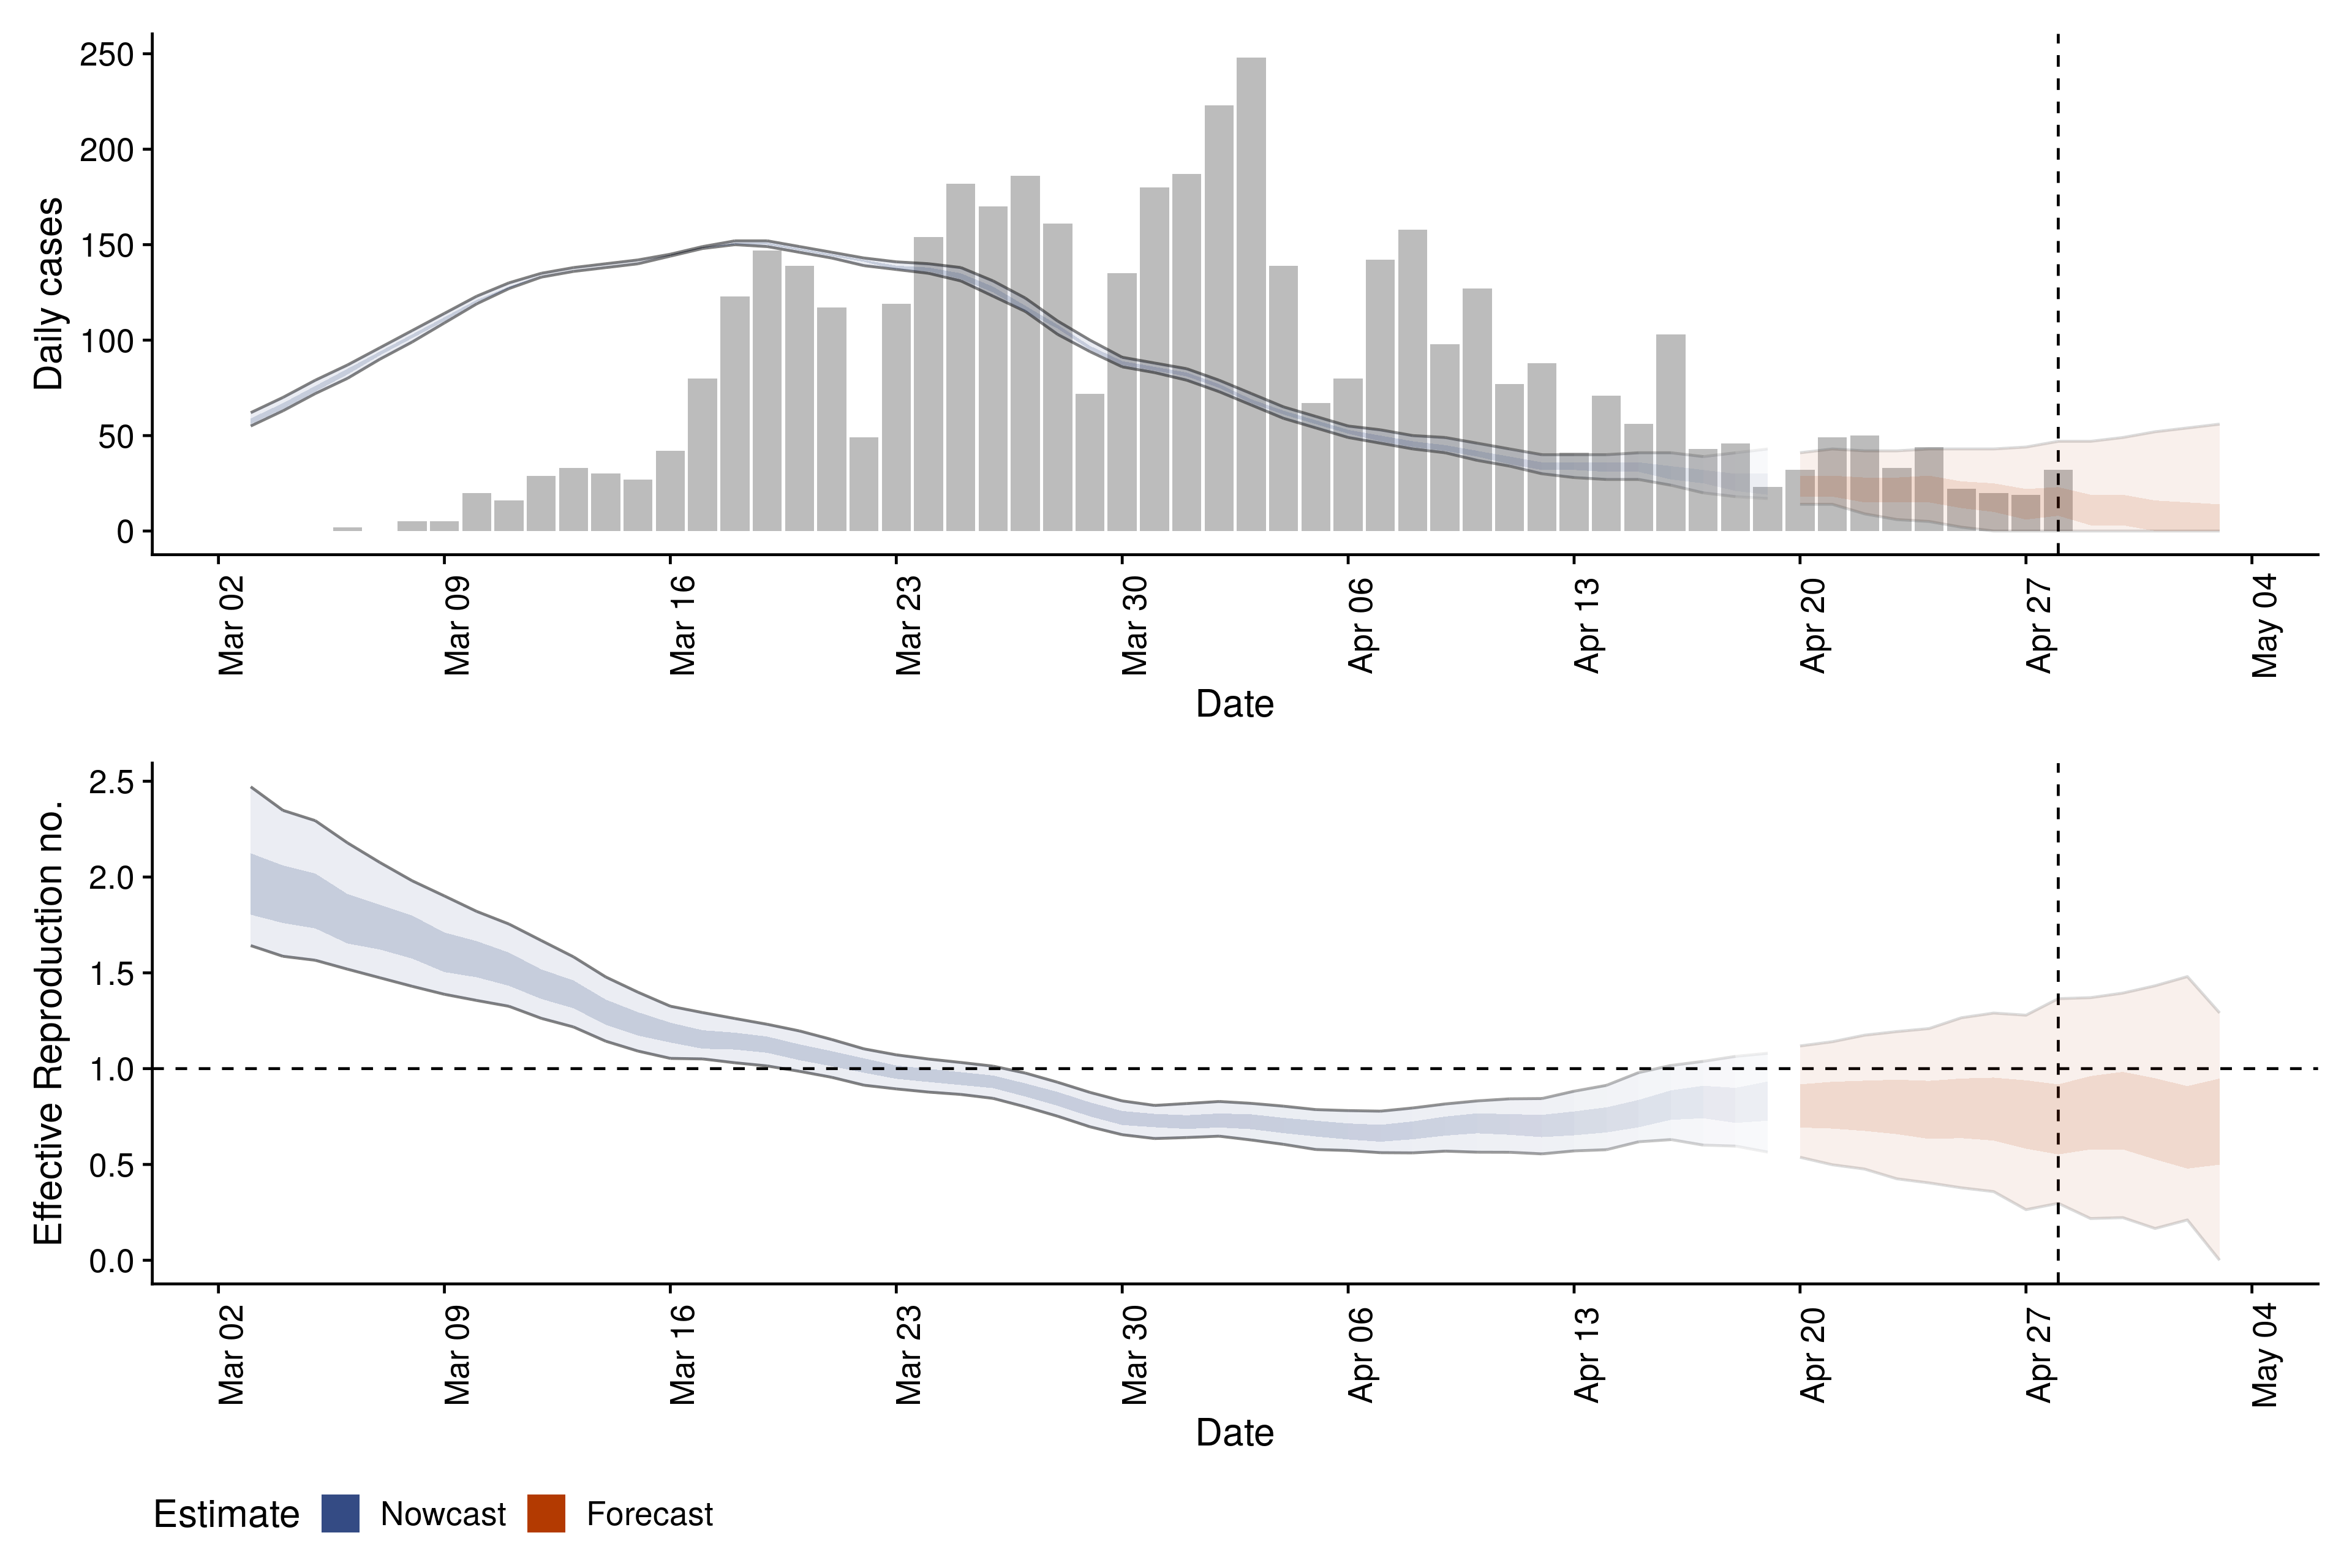 250
200
150
100
50
0
Daily cases
Mar 02
Mar 09
Mar 16
Mar 23
Mar 30
Apr 06
Apr 13
Apr 20
Apr 27
May 04
Date
2.5
2.0
1.5
1.0
0.5
0.0
Effective Reproduction no.
Mar 02
Mar 09
Mar 16
Mar 23
Mar 30
Apr 06
Apr 13
Apr 20
Apr 27
May 04
Date
Estimate Nowcast Forecast